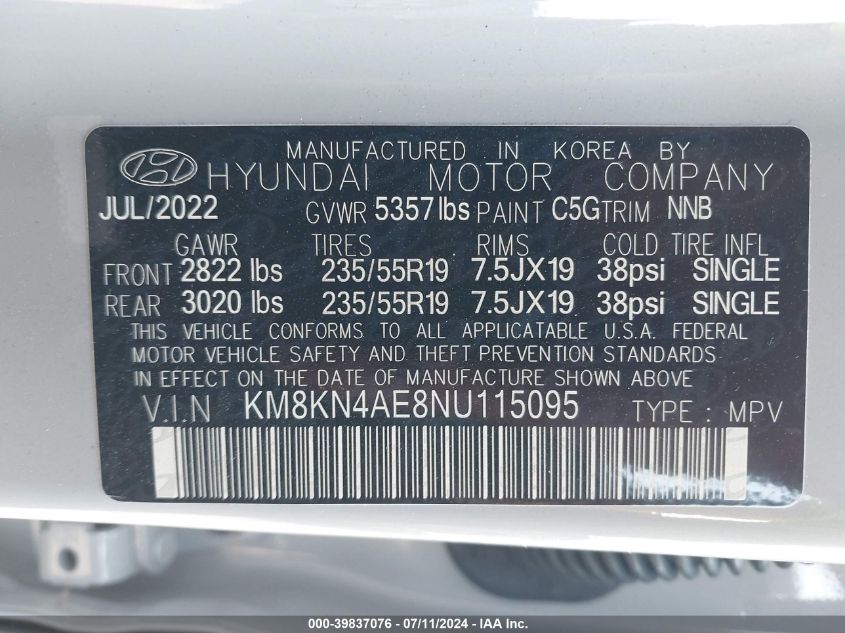 MANUFACTURED IN KOREA BY
HYUNDAI MOTOR COMPANY
JUL/2022 GVWR 5357lbs PAINT C5G TRIM NNB
GAWR TIRES RIMS COLD TIRE INFL
FRONT 2822 lbs 235/55R19 7.5JX19 38psi SINGLE
REAR 3020 lbs 235/55R19 7.5JX19 38psi SINGLE
THIS VEHICLE CONFORMS TO ALL APPLICATABLE U.S.A. FEDERAL
MOTOR VEHICLE SAFETY AND THEFT PREVENTION STANDARDS
IN EFFECT ON THE DATE OF MANUFACTURE SHOWN ABOVE
V.I.N KM8KN4AE8NU115095 TYPE : MPV
000-39837076 - 07/11/2024 - IAA Inc.